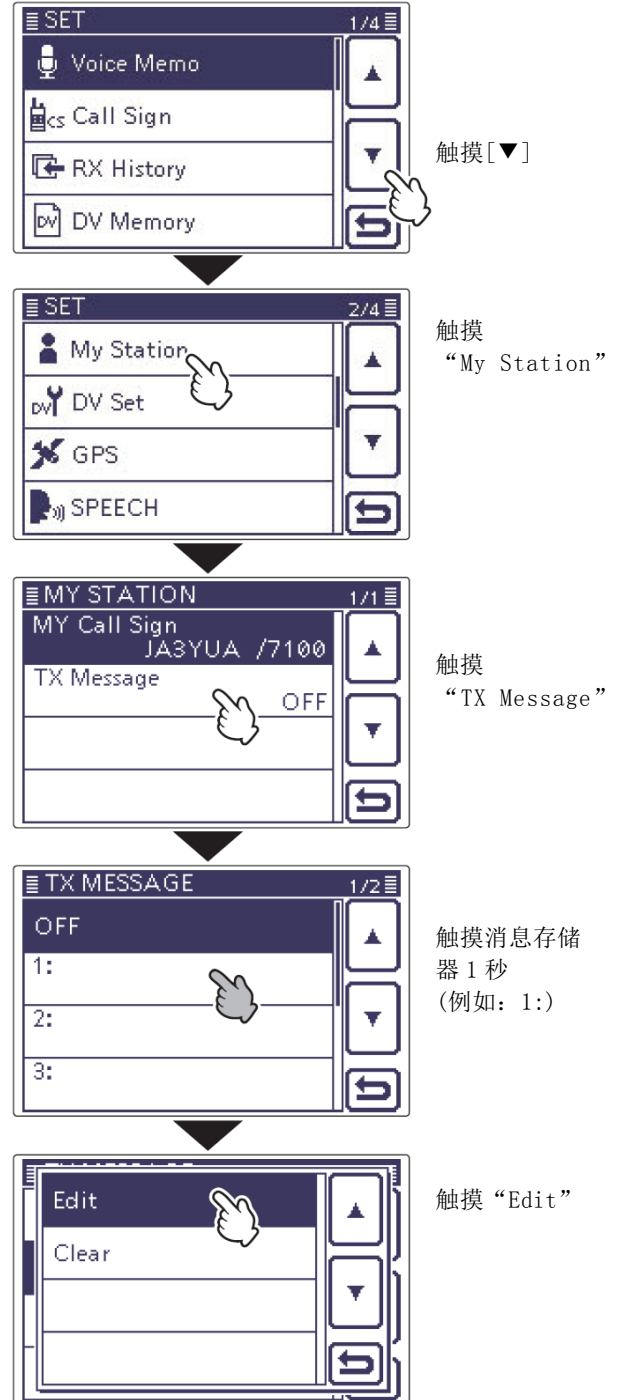 SET 1/4
Voice Memo
CS Call Sign
RX History
DV DV Memory
触摸[▼]
SET 2/4
My Station
DV DV Set
GPS
SPEECH
触摸
“My Station”
MY STATION 1/1
MY Call Sign
JA3YUA /7100
TX Message
OFF
触摸
“TX Message”
TX MESSAGE 1/2
OFF
1:
2:
3:
触摸消息存储
器1秒
(例如: 1:)
Edit
Clear
触摸“Edit”